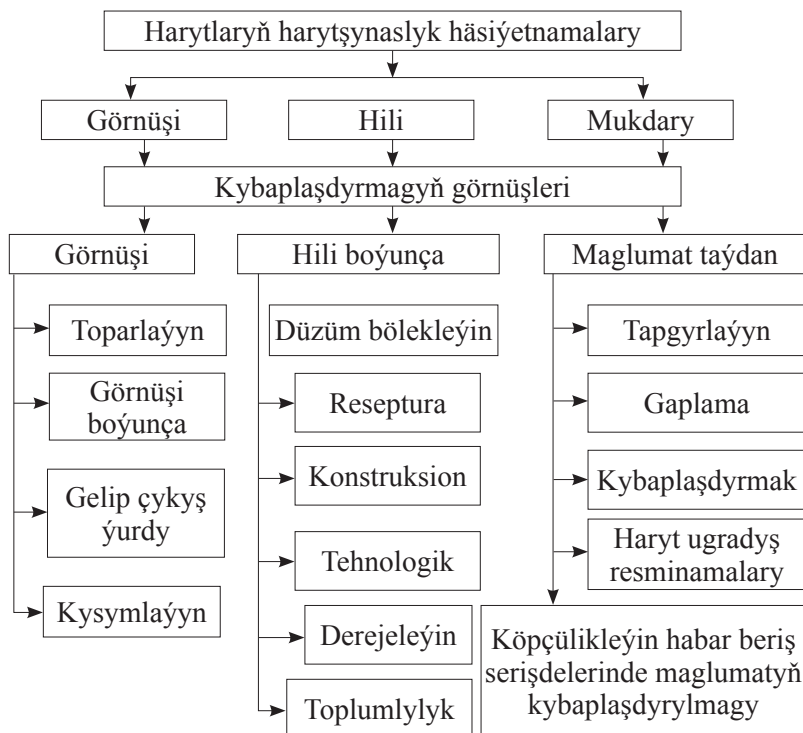 Harytlaryň harytşynaslyk häsiýetnamalary
Görnüşi
Hili
Mukdary
Kybaplaşdyrmagyň görnüşleri
Görnüşi
Hili boýunça
Maglumat taýdan
Toparlaýyn
Görnüşi
boýunça
Gelip çykyş
ýurdy
Kysymlaýyn
Düzüm bölekleýin
Reseptura
Konstruksion
Tehnologik
Derejeleýin
Toplumlylyk
Tapgyrlaýyn
Gaplama
Kybaplaşdyrmak
Haryt ugradyş
resminamalary
Köpçülikleýin habar beriş
serişdelerinde maglumatyň
kybaplaşdyrylmagy